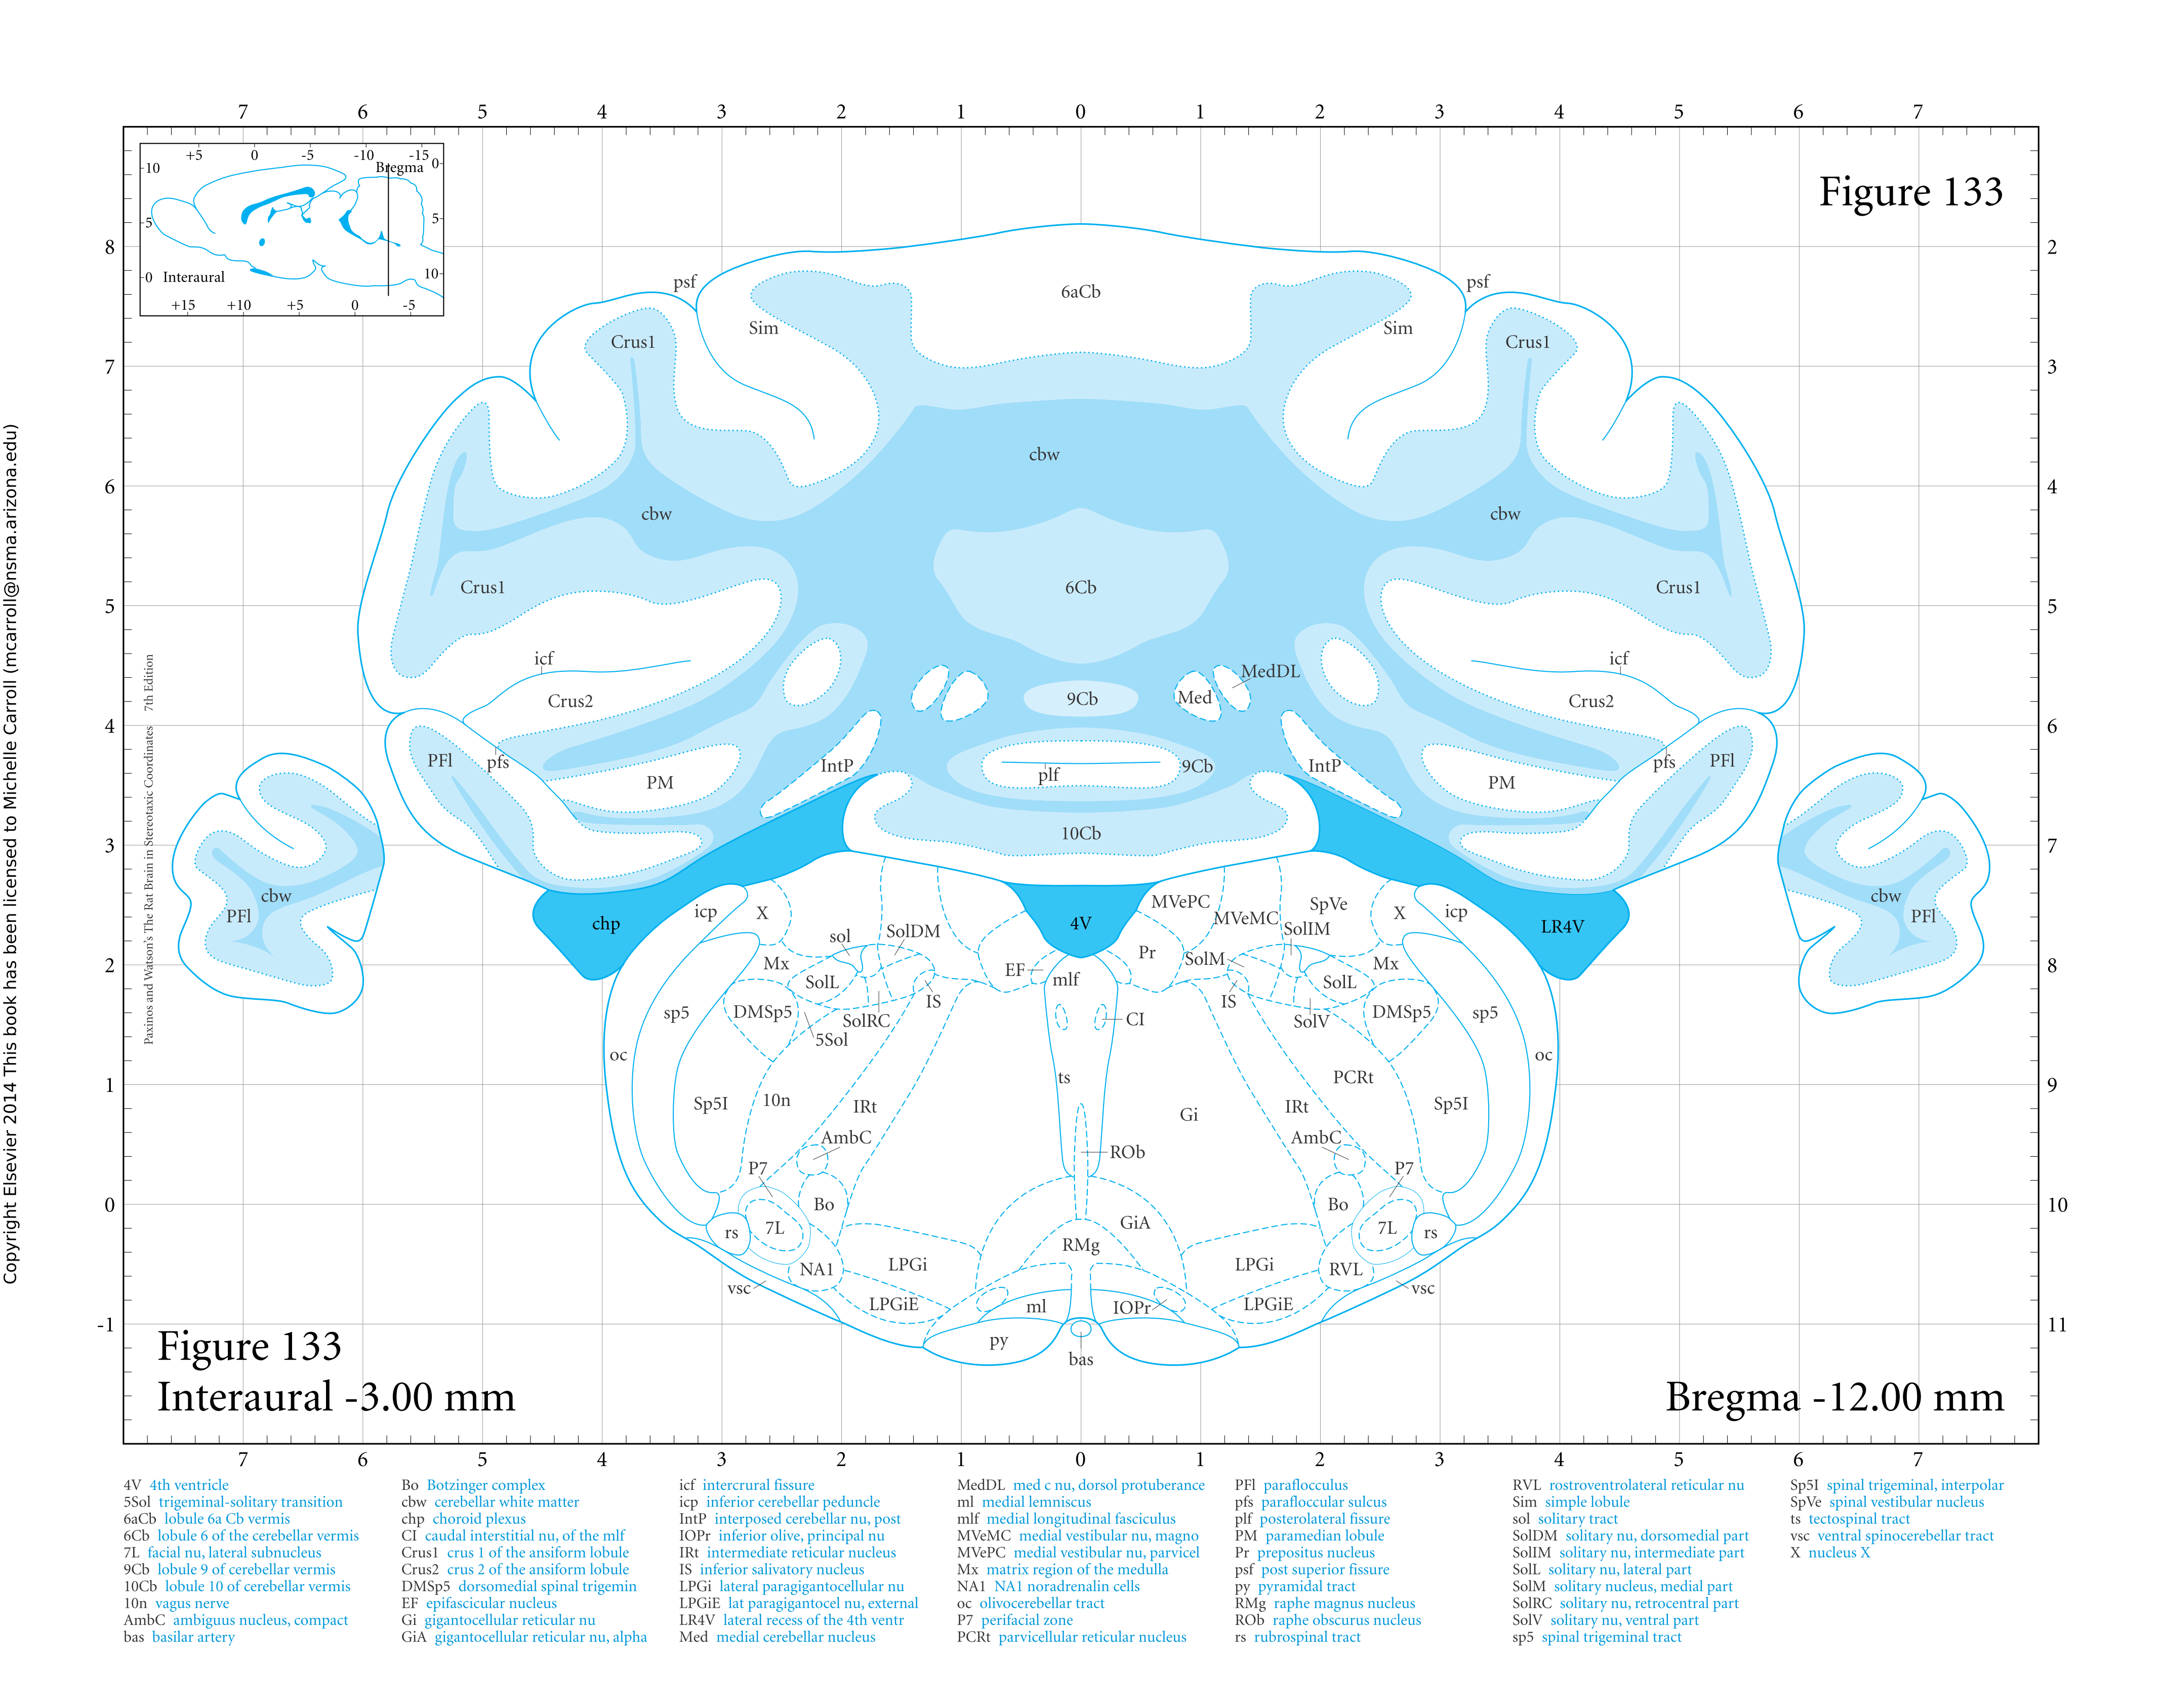 7 6 5 4 3 2 1 0 1 2 3 4 5 6 7
+5 0 -5 -10 -15
Bregma 0
10
5 5
0 Interaural 10
+15 +10 +5 0 -5
Figure 133
8 2
psf 6aCb psf
Sim Sim
Crus1 Crus1
7 3
cbw
6 4
cbw cbw
Crus1 6Cb Crus1
5 5
icf icf
MedDL
Crus2 9Cb Med Crus2
4 6
PFl pfs IntP plf 9Cb IntP pfs PFl
PM PM
10Cb
3 7
cbw cbw
PFl PFl
chp icp X 4V MVePC MVeMC SpVe X icp LR4V
sol SolDM SolIM
Pr SolM
2 8
Mx EF mlf Mx
SolL SolL
IS IS
sp5 DMSp5 SolRC CI SolV DMSp5 sp5
5Sol
oc oc
ts PCRt
1 9
Sp5I 10n IRt Gi IRt Sp5I
AmbC AmbC
ROb
P7 P7
0 10
Bo Bo
rs 7L GiA 7L rs
RMg
NA1 LPGi LPGi RVL
vsc vsc
LPGiE ml IOPr LPGiE
-1 11
py
bas
Figure 133
Interaural -3.00 mm Bregma -12.00 mm
7 6 5 4 3 2 1 0 1 2 3 4 5 6 7
Copyright Elsevier 2014 This book has been licensed to Michelle Carroll (mcarroll@nsma.arizona.edu)
Paxinos and Watson's The Rat Brain in Stereotaxic Coordinates 7th Edition
4V 4th ventricle
5Sol trigeminal-solitary transition
6aCb lobule 6a Cb vermis
6Cb lobule 6 of the cerebellar vermis
7L facial nu, lateral subnucleus
9Cb lobule 9 of cerebellar vermis
10Cb lobule 10 of cerebellar vermis
10n vagus nerve
AmbC ambiguus nucleus, compact
bas basilar artery
Bo Botzinger complex
cbw cerebellar white matter
chp choroid plexus
CI caudal interstitial nu, of the mlf
Crus1 crus 1 of the ansiform lobule
Crus2 crus 2 of the ansiform lobule
DMSp5 dorsomedial spinal trigemin
EF epifascicular nucleus
Gi gigantocellular reticular nu
GiA gigantocellular reticular nu, alpha
icf intercrural fissure
icp inferior cerebellar peduncle
IntP interposed cerebellar nu, post
IOPr inferior olive, principal nu
IRt intermediate reticular nucleus
IS inferior salivatory nucleus
LPGi lateral paragigantocellular nu
LPGiE lat paragigantocel nu, external
LR4V lateral recess of the 4th ventr
Med medial cerebellar nucleus
MedDL med c nu, dorsol protuberance
ml medial lemniscus
mlf medial longitudinal fasciculus
MVeMC medial vestibular nu, magno
MVePC medial vestibular nu, parvicel
Mx matrix region of the medulla
NA1 NA1 noradrenalin cells
oc olivocerebellar tract
P7 perifacial zone
PCRt parvicellular reticular nucleus
PFl paraflocculus
pfs parafloccular sulcus
plf posterolateral fissure
PM paramedian lobule
Pr prepositus nucleus
psf post superior fissure
py pyramidal tract
RMg raphe magnus nucleus
ROb raphe obscurus nucleus
rs rubrospinal tract
RVL rostroventrolateral reticular nu
Sim simple lobule
sol solitary tract
SolDM solitary nu, dorsomedial part
SolIM solitary nu, intermediate part
SolL solitary nu, lateral part
SolM solitary nucleus, medial part
SolRC solitary nu, retrocentral part
SolV solitary nu, ventral part
sp5 spinal trigeminal tract
Sp5I spinal trigeminal, interpolar
SpVe spinal vestibular nucleus
ts tectospinal tract
vsc ventral spinocerebellar tract
X nucleus X